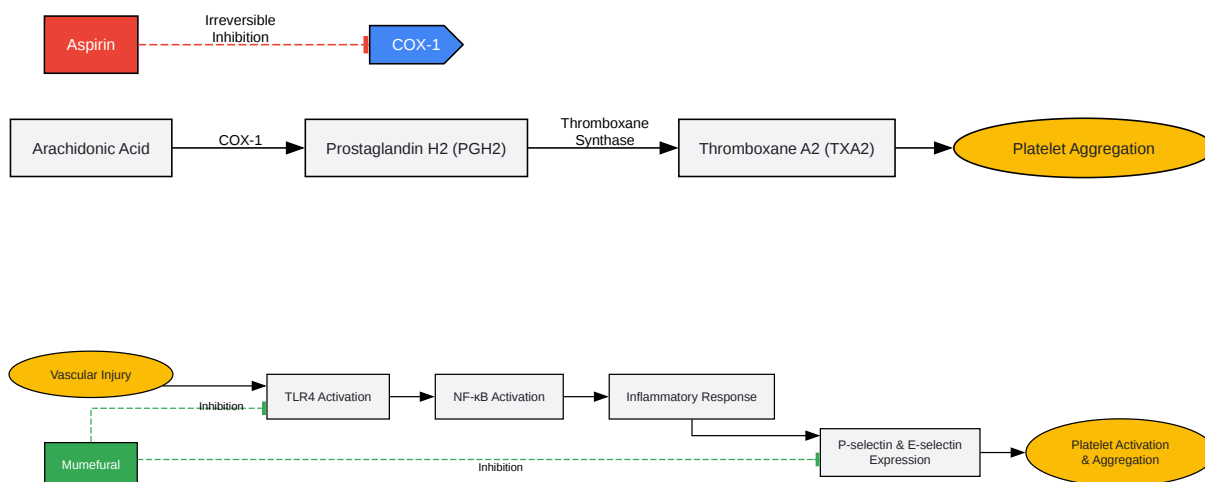 Irreversible
Inhibition
Aspirin
COX-1
Arachidonic Acid
COX-1
Prostaglandin H2 (PGH2)
Thromboxane
Synthase
Thromboxane A2 (TXA2)
Platelet Aggregation
Vascular Injury
TLR4 Activation
NF-κB Activation
Inflammatory Response
Inhibition
P-selectin & E-selectin
Expression
Platelet Activation
& Aggregation
Mumefural
Inhibition